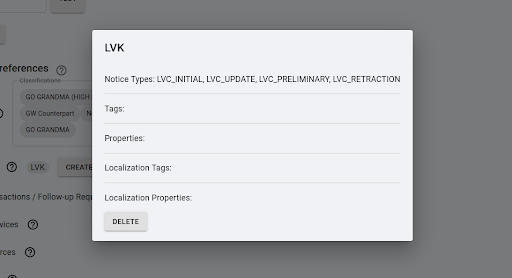 LVK
Notice Types: LVC_INITIAL, LVC_UPDATE, LVC_PRELIMINARY, LVC_RETRACTION
Tags:
Properties:
Localization Tags:
Localization Properties:
DELETE
references
Classifications
GO GRANDMA (HIGH
GW Counterpart
GO GRANDMA
LVK
CREATE
sactions / Follow-up Requ
vices
rces